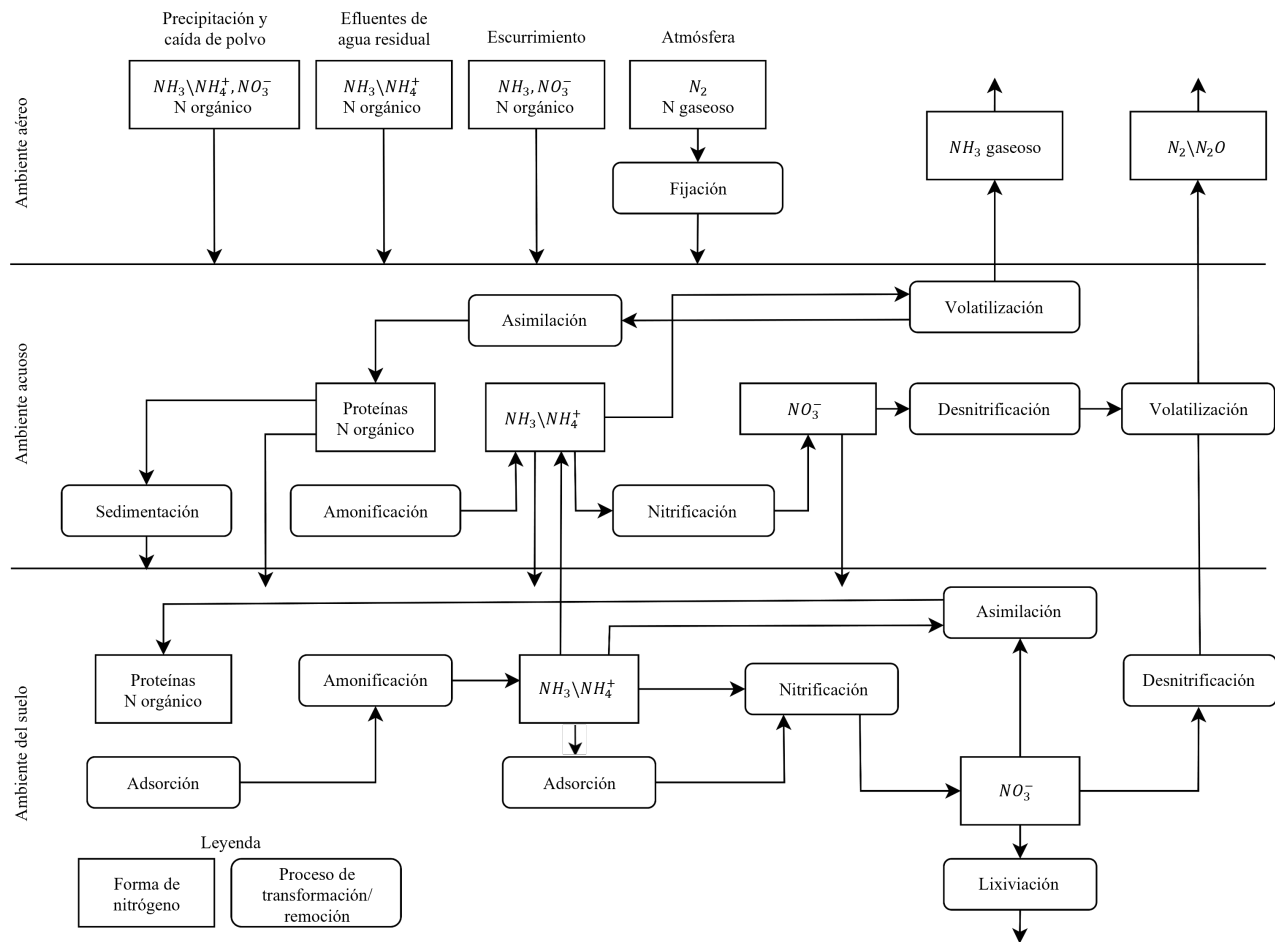 Precipitación y
caída de polvo
Efluentes de
agua residual
Escurrimiento
Atmósfera
Ambiente aéreo
NH₃\NH₄⁺, NO₃⁻
N orgánico
NH₃\NH₄⁺
N orgánico
NH₃, NO₃⁻
N orgánico
N₂
N gaseoso
NH₃ gaseoso
N₂\N₂O
Fijación
Ambiente acuoso
Asimilación
Volatilización
Proteínas
N orgánico
NH₃\NH₄⁺
NO₃⁻
Desnitrificación
Volatilización
Sedimentación
Amonificación
Nitrificación
Ambiente del suelo
Asimilación
Proteínas
N orgánico
Amonificación
NH₃\NH₄⁺
Nitrificación
Desnitrificación
Adsorción
Adsorción
NO₃⁻
Lixiviación
Leyenda
Forma de
nitrógeno
Proceso de
transformación/
remoción